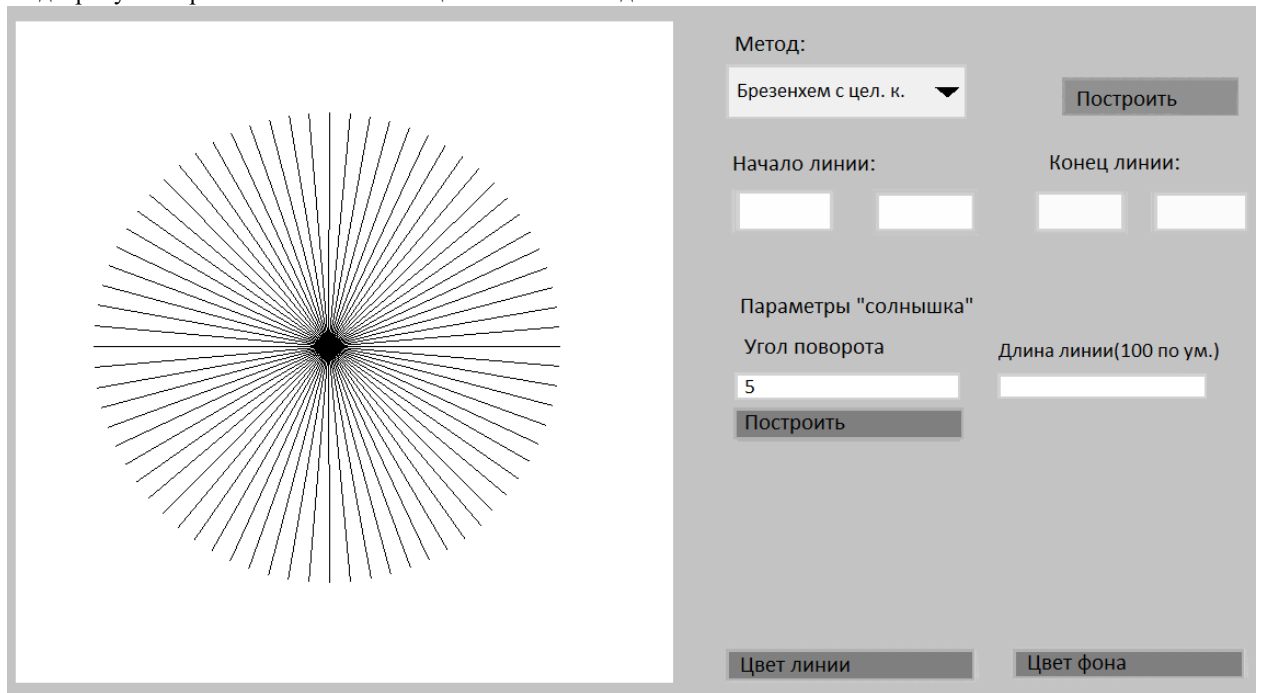 Метод:
Брезенхем с цел. к.
Построить
Начало линии:
Конец линии:
Параметры "солнышка"
Угол поворота
Длина линии(100 по ум.)
5
Построить
Цвет линии
Цвет фона